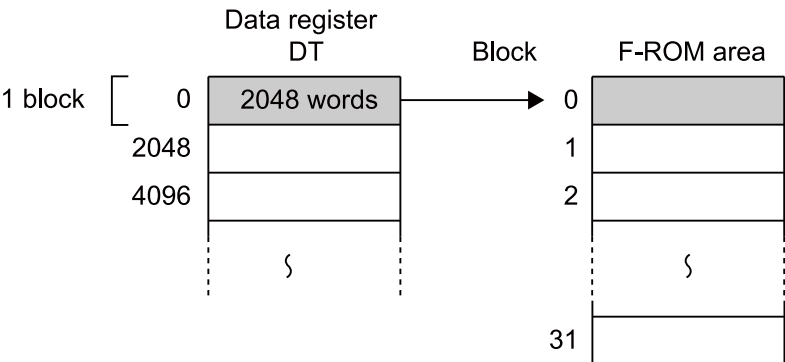 Data register
DT
Block
F-ROM area
1 block
0
2048 words
0
2048
1
4096
2
31